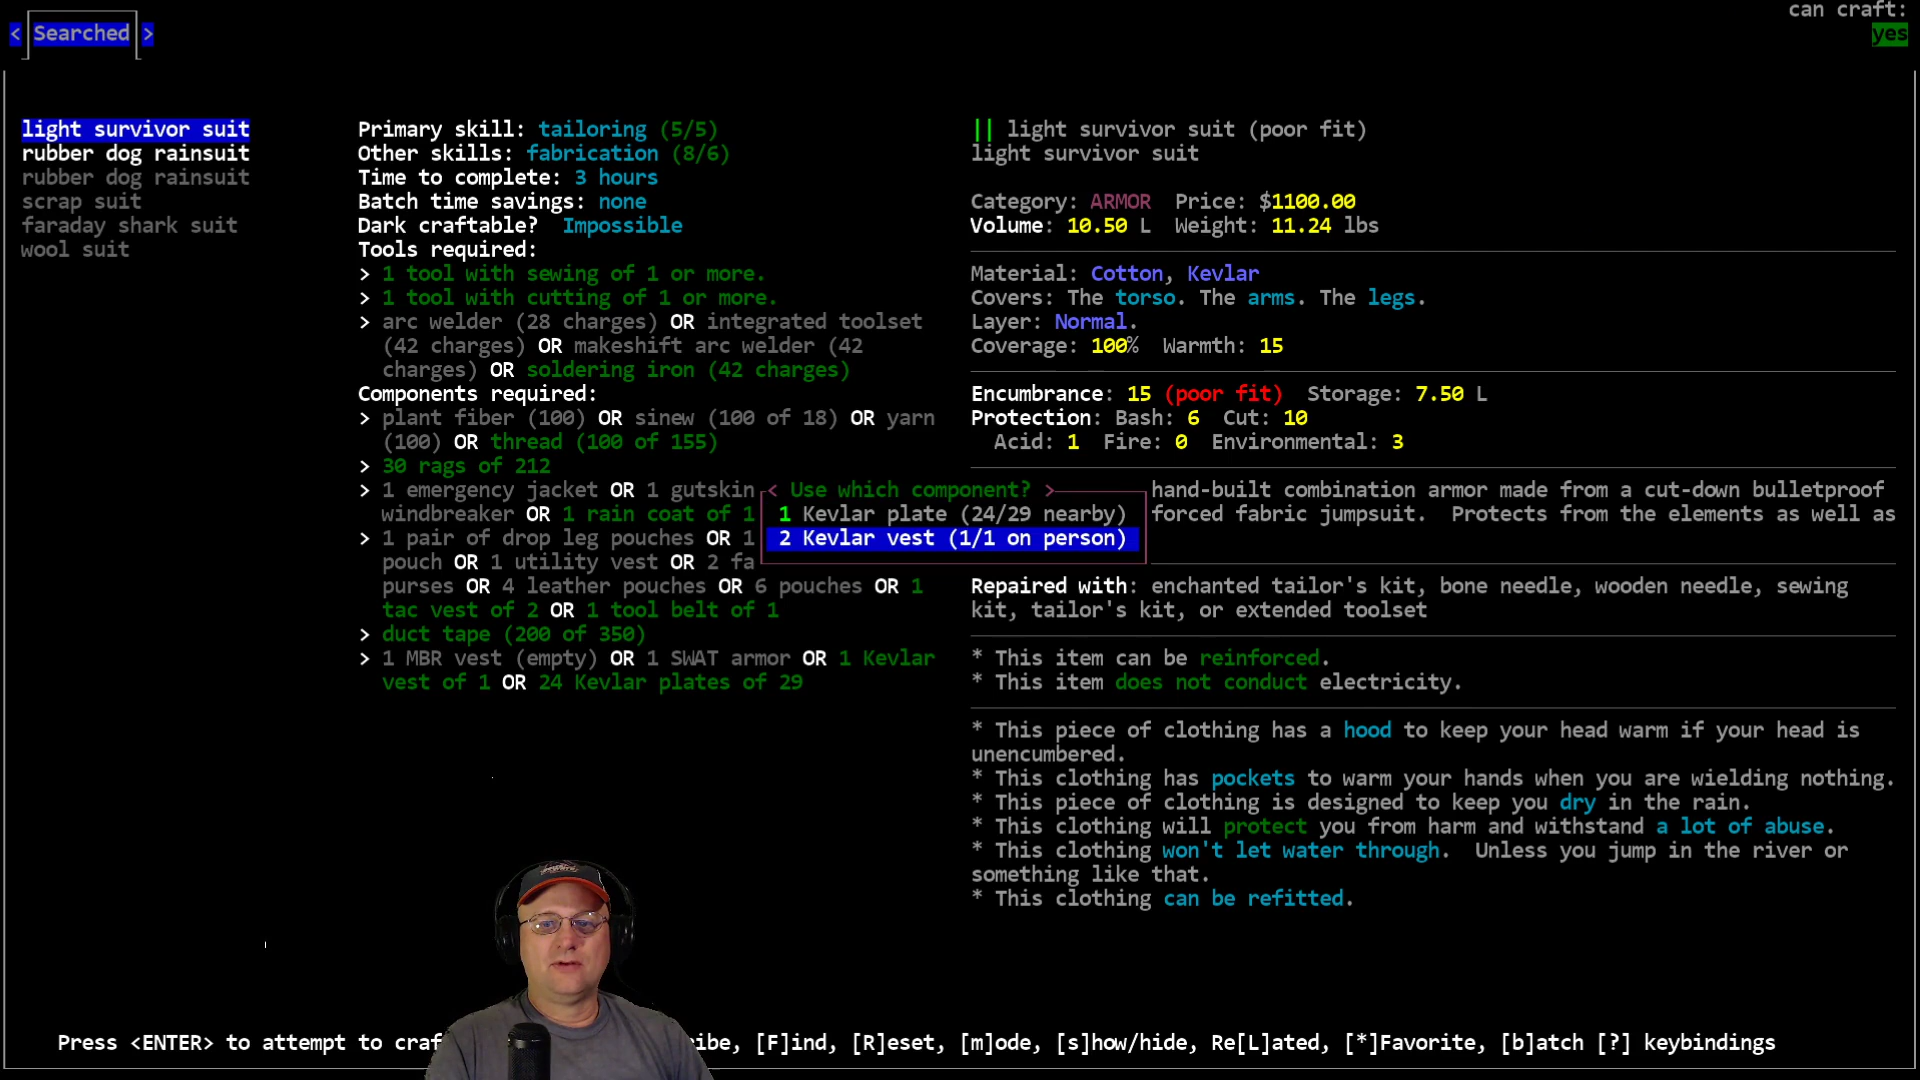 can craft:
< Searched >
yes
light survivor suit
rubber dog rainsuit
rubber dog rainsuit
scrap suit
faraday shark suit
wool suit
Primary skill: tailoring (5/5)
Other skills: fabrication (8/6)
Time to complete: 3 hours
Batch time savings: none
Dark craftable?  Impossible
Tools required:
> 1 tool with sewing of 1 or more.
> 1 tool with cutting of 1 or more.
> arc welder (28 charges) OR integrated toolset
(42 charges) OR makeshift arc welder (42
charges) OR soldering iron (42 charges)
Components required:
> plant fiber (100) OR sinew (100 of 18) OR yarn
(100) OR thread (100 of 155)
> 30 rags of 212
> 1 emergency jacket OR 1 gutskin
windbreaker OR 1 rain coat of 1
> 1 pair of drop leg pouches OR 1
pouch OR 1 utility vest OR 2 fa
purses OR 4 leather pouches OR 6 pouches OR 1
tac vest of 2 OR 1 tool belt of 1
> duct tape (200 of 350)
> 1 MBR vest (empty) OR 1 SWAT armor OR 1 Kevlar
vest of 1 OR 24 Kevlar plates of 29
< Use which component? >
1 Kevlar plate (24/29 nearby)
2 Kevlar vest (1/1 on person)
|| light survivor suit (poor fit)
light survivor suit
Category: ARMOR  Price: $1100.00
Volume: 10.50 L  Weight: 11.24 lbs
Material: Cotton, Kevlar
Covers: The torso. The arms. The legs.
Layer: Normal.
Coverage: 100%  Warmth: 15
Encumbrance: 15 (poor fit)  Storage: 7.50 L
Protection: Bash: 6  Cut: 10
Acid: 1  Fire: 0  Environmental: 3
hand-built combination armor made from a cut-down bulletproof
forced fabric jumpsuit.  Protects from the elements as well as
Repaired with: enchanted tailor's kit, bone needle, wooden needle, sewing
kit, tailor's kit, or extended toolset
* This item can be reinforced.
* This item does not conduct electricity.
* This piece of clothing has a hood to keep your head warm if your head is
unencumbered.
* This clothing has pockets to warm your hands when you are wielding nothing.
* This piece of clothing is designed to keep you dry in the rain.
* This clothing will protect you from harm and withstand a lot of abuse.
* This clothing won't let water through.  Unless you jump in the river or
something like that.
* This clothing can be refitted.
Press <ENTER> to attempt to craf ibe, [F]ind, [R]eset, [m]ode, [s]how/hide, Re[L]ated, [*]Favorite, [b]atch [?] keybindings